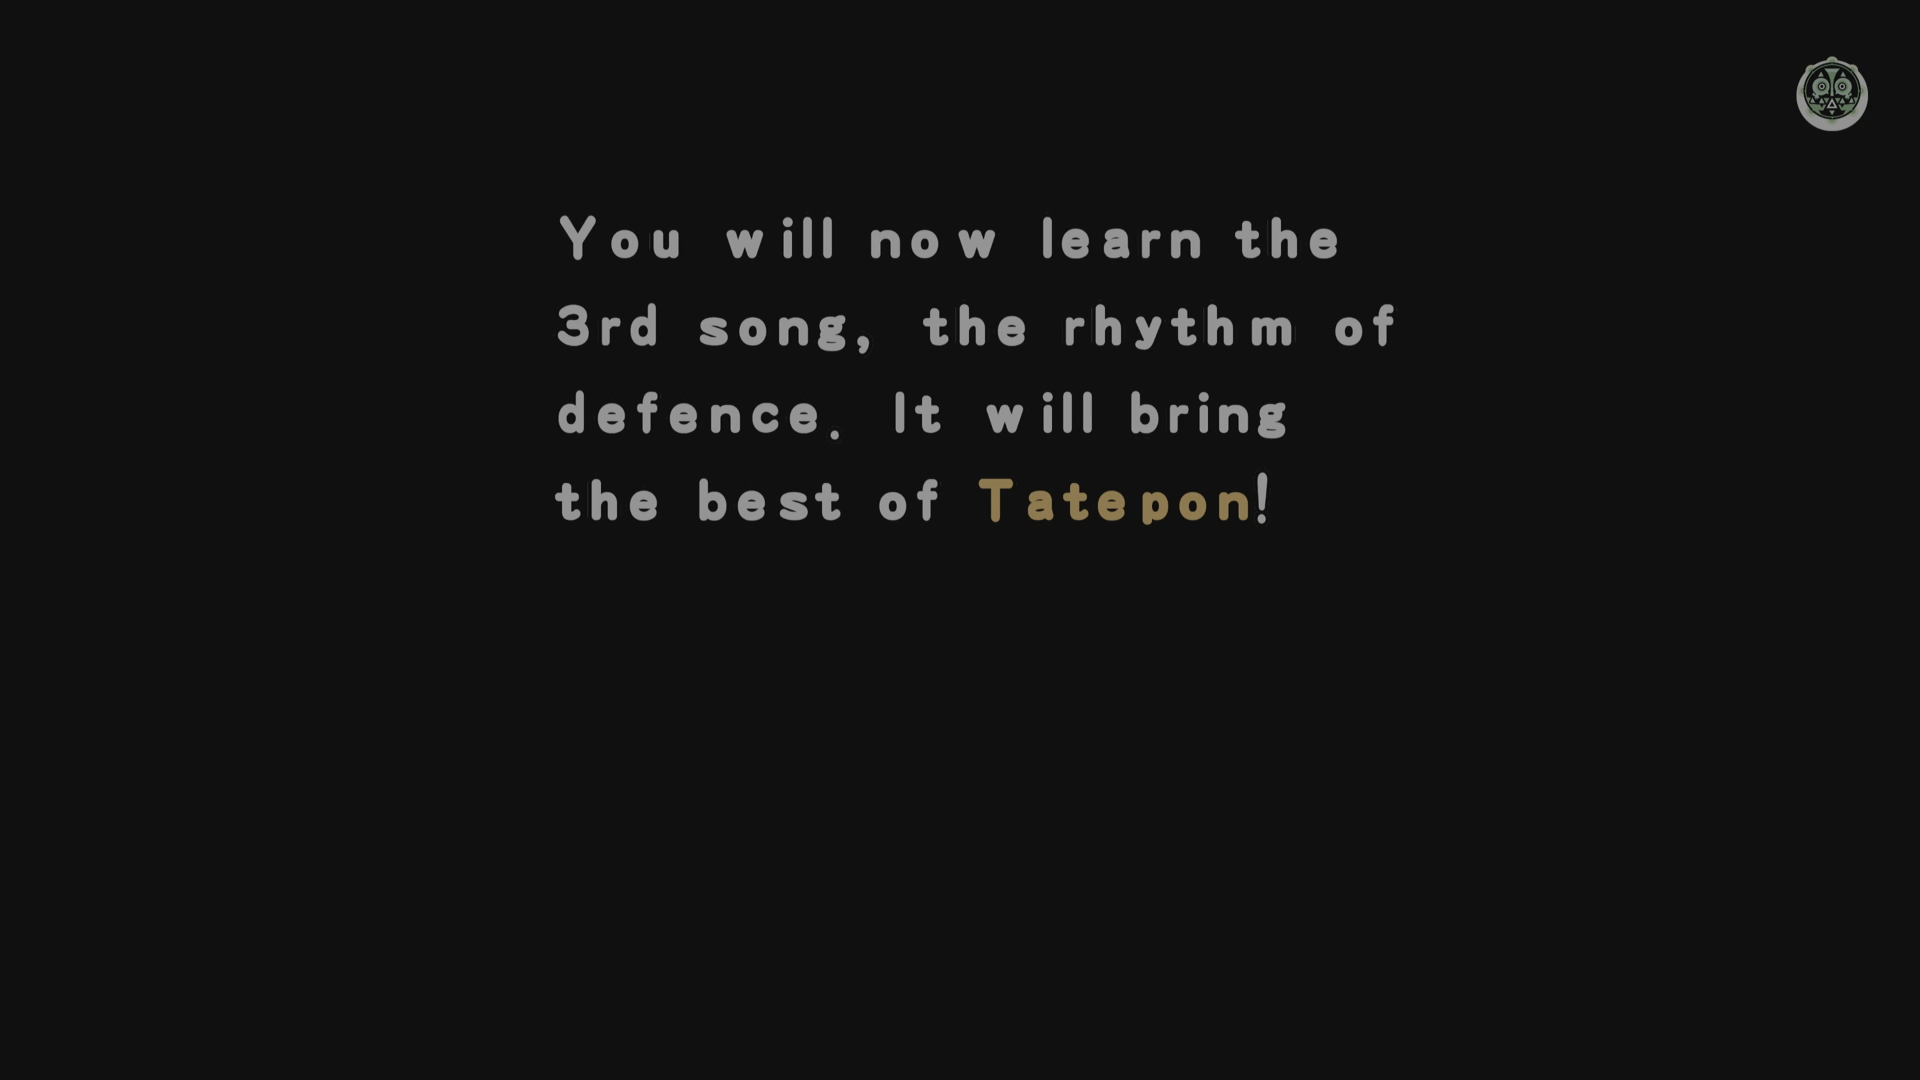 You will now learn the
3rd song, the rhythm of
defence. It will bring
the best of Tatepon!